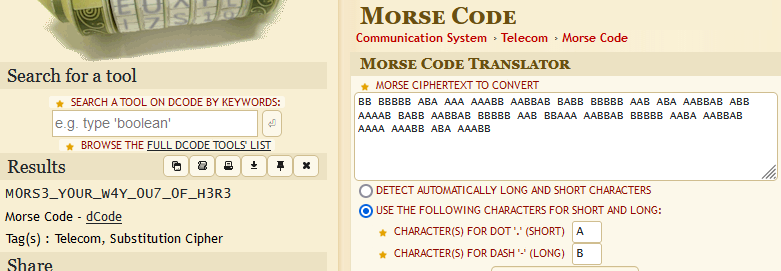 Search for a tool
SEARCH A TOOL ON DCODE BY KEYWORDS:
e.g. type 'boolean'
BROWSE THE FULL DCODE TOOLS' LIST
Results
M0RS3_Y0UR_W4Y_0U7_0F_H3R3
Morse Code - dCode
Tag(s) : Telecom, Substitution Cipher
Share
MORSE CODE
Communication System › Telecom › Morse Code
MORSE CODE TRANSLATOR
MORSE CIPHERTEXT TO CONVERT
BB BBBBB ABA AAA AAABB AABBAB BABB BBBBB AAB ABA AABBAB ABB
AAAAB BABB AABBAB BBBBB AAB BBAAA AABBAB BBBBB AABA AABBAB
AAAA AAABB ABA AAABB
DETECT AUTOMATICALLY LONG AND SHORT CHARACTERS
USE THE FOLLOWING CHARACTERS FOR SHORT AND LONG:
CHARACTER(S) FOR DOT '.' (SHORT) A
CHARACTER(S) FOR DASH '-' (LONG) B